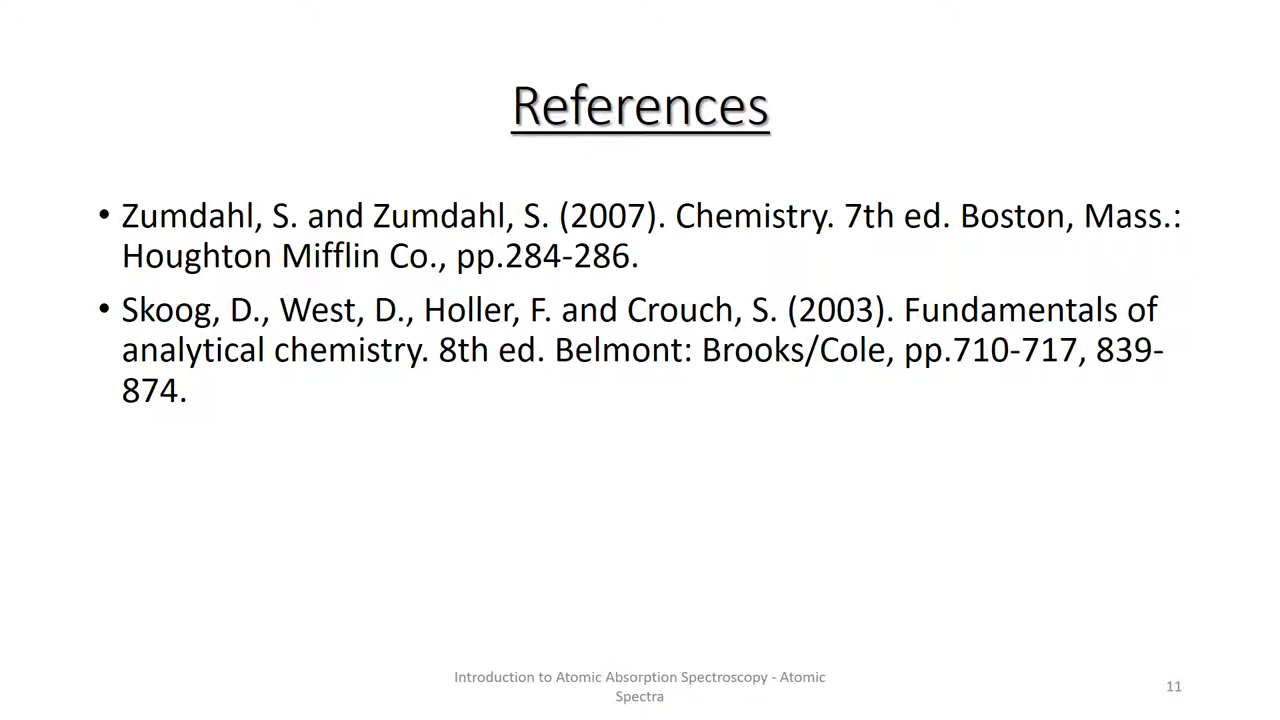 References
• Zumdahl, S. and Zumdahl, S. (2007). Chemistry. 7th ed. Boston, Mass.:
Houghton Mifflin Co., pp.284-286.
• Skoog, D., West, D., Holler, F. and Crouch, S. (2003). Fundamentals of
analytical chemistry. 8th ed. Belmont: Brooks/Cole, pp.710-717, 839-
874.
Introduction to Atomic Absorption Spectroscopy - Atomic
Spectra
11